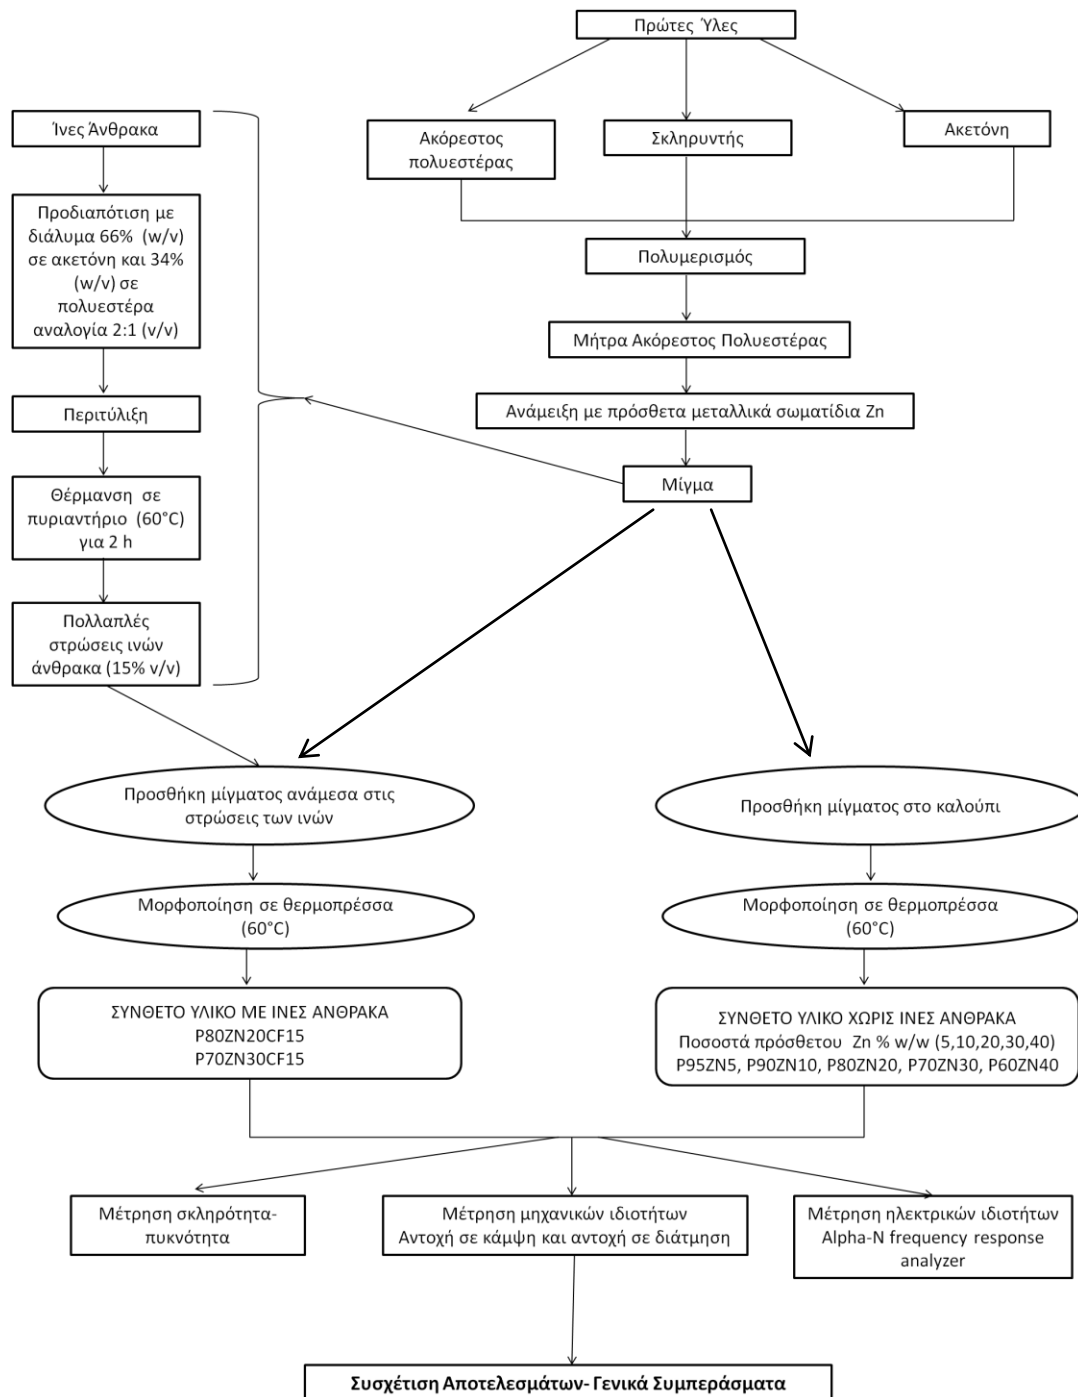 Πρώτες Ύλες
Ίνες Άνθρακα
Ακόρεστος
πολυεστέρας
Σκληρυντής
Ακετόνη
Προδιαπότιση με
διάλυμα 66% (w/v)
σε ακετόνη και 34%
(w/v) σε
πολυεστέρα
αναλογία 2:1 (v/v)
Πολυμερισμός
Μήτρα Ακόρεστος Πολυεστέρας
Περιτύλιξη
Ανάμειξη με πρόσθετα μεταλλικά σωματίδια Zn
Μίγμα
Θέρμανση σε
πυριαντήριο (60°C)
για 2 h
Πολλαπλές
στρώσεις ινών
άνθρακα (15% v/v)
Προσθήκη μίγματος ανάμεσα στις
στρώσεις των ινών
Προσθήκη μίγματος στο καλούπι
Μορφοποίηση σε θερμοπρέσσα
(60°C)
Μορφοποίηση σε θερμοπρέσσα
(60°C)
ΣΥΝΘΕΤΟ ΥΛΙΚΟ ΜΕ ΙΝΕΣ ΑΝΘΡΑΚΑ
P80ZN20CF15
P70ZN30CF15
ΣΥΝΘΕΤΟ ΥΛΙΚΟ ΧΩΡΙΣ ΙΝΕΣ ΑΝΘΡΑΚΑ
Ποσοστά πρόσθετου Zn % w/w (5,10,20,30,40)
P95ZN5, P90ZN10, P80ZN20, P70ZN30, P60ZN40
Μέτρηση σκληρότητα-
πυκνότητα
Μέτρηση μηχανικών ιδιοτήτων
Αντοχή σε κάμψη και αντοχή σε διάτμηση
Μέτρηση ηλεκτρικών ιδιοτήτων
Alpha-N frequency response
analyzer
Συσχέτιση Αποτελεσμάτων- Γενικά Συμπεράσματα